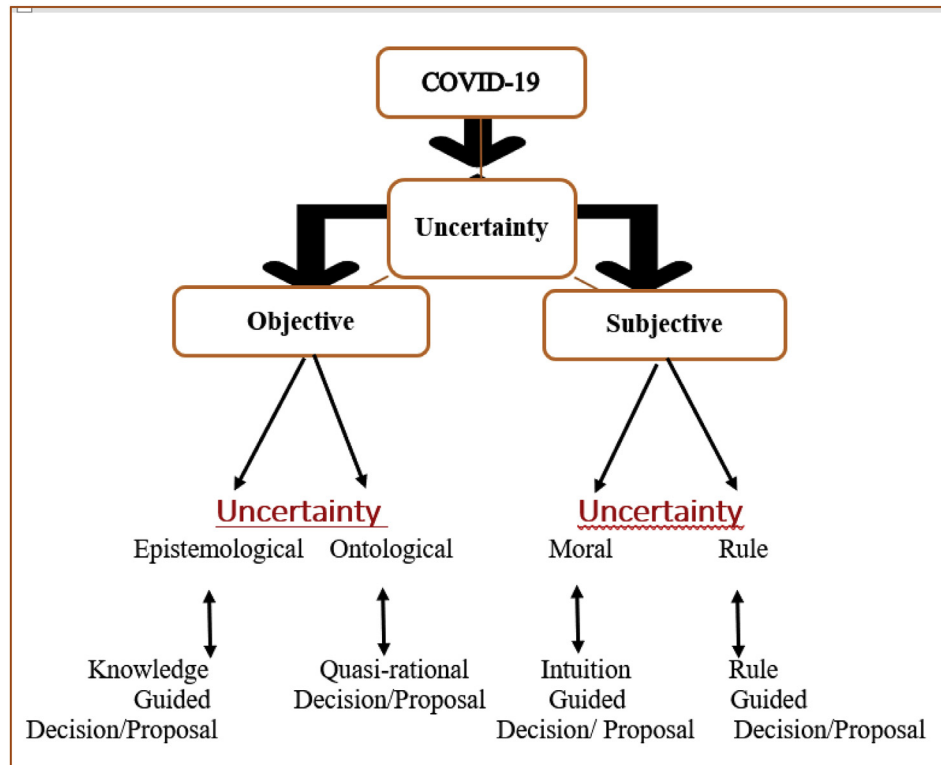 COVID-19
Uncertainty
Objective
Subjective
Uncertainty
Uncertainty
Epistemological
Ontological
Moral
Rule
Knowledge
Guided
Decision/Proposal
Quasi-rational
Decision/Proposal
Intuition
Guided
Decision/ Proposal
Rule
Guided
Decision/Proposal